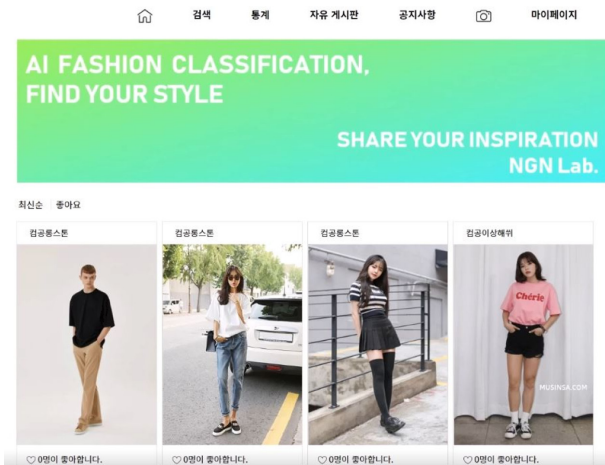 검색 통계 자유 게시판 공지사항 마이페이지
AI FASHION CLASSIFICATION,
FIND YOUR STYLE
SHARE YOUR INSPIRATION
NGN Lab.
최신순 좋아요
컴공롱스톤 컴공롱스톤 컴공롱스톤 컴공이상해뀌
Chérie
MUSINSA.COM
0명이 좋아합니다. 0명이 좋아합니다. 0명이 좋아합니다. 0명이 좋아합니다.